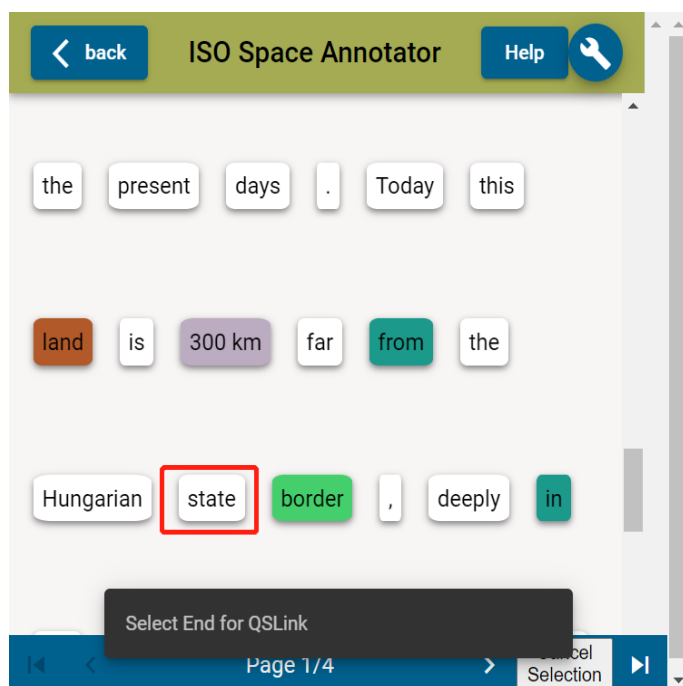 back ISO Space Annotator Help
the present days . Today this
land is 300 km far from the
Hungarian state border , deeply in
Select End for QSLink
Page 1/4
Selection